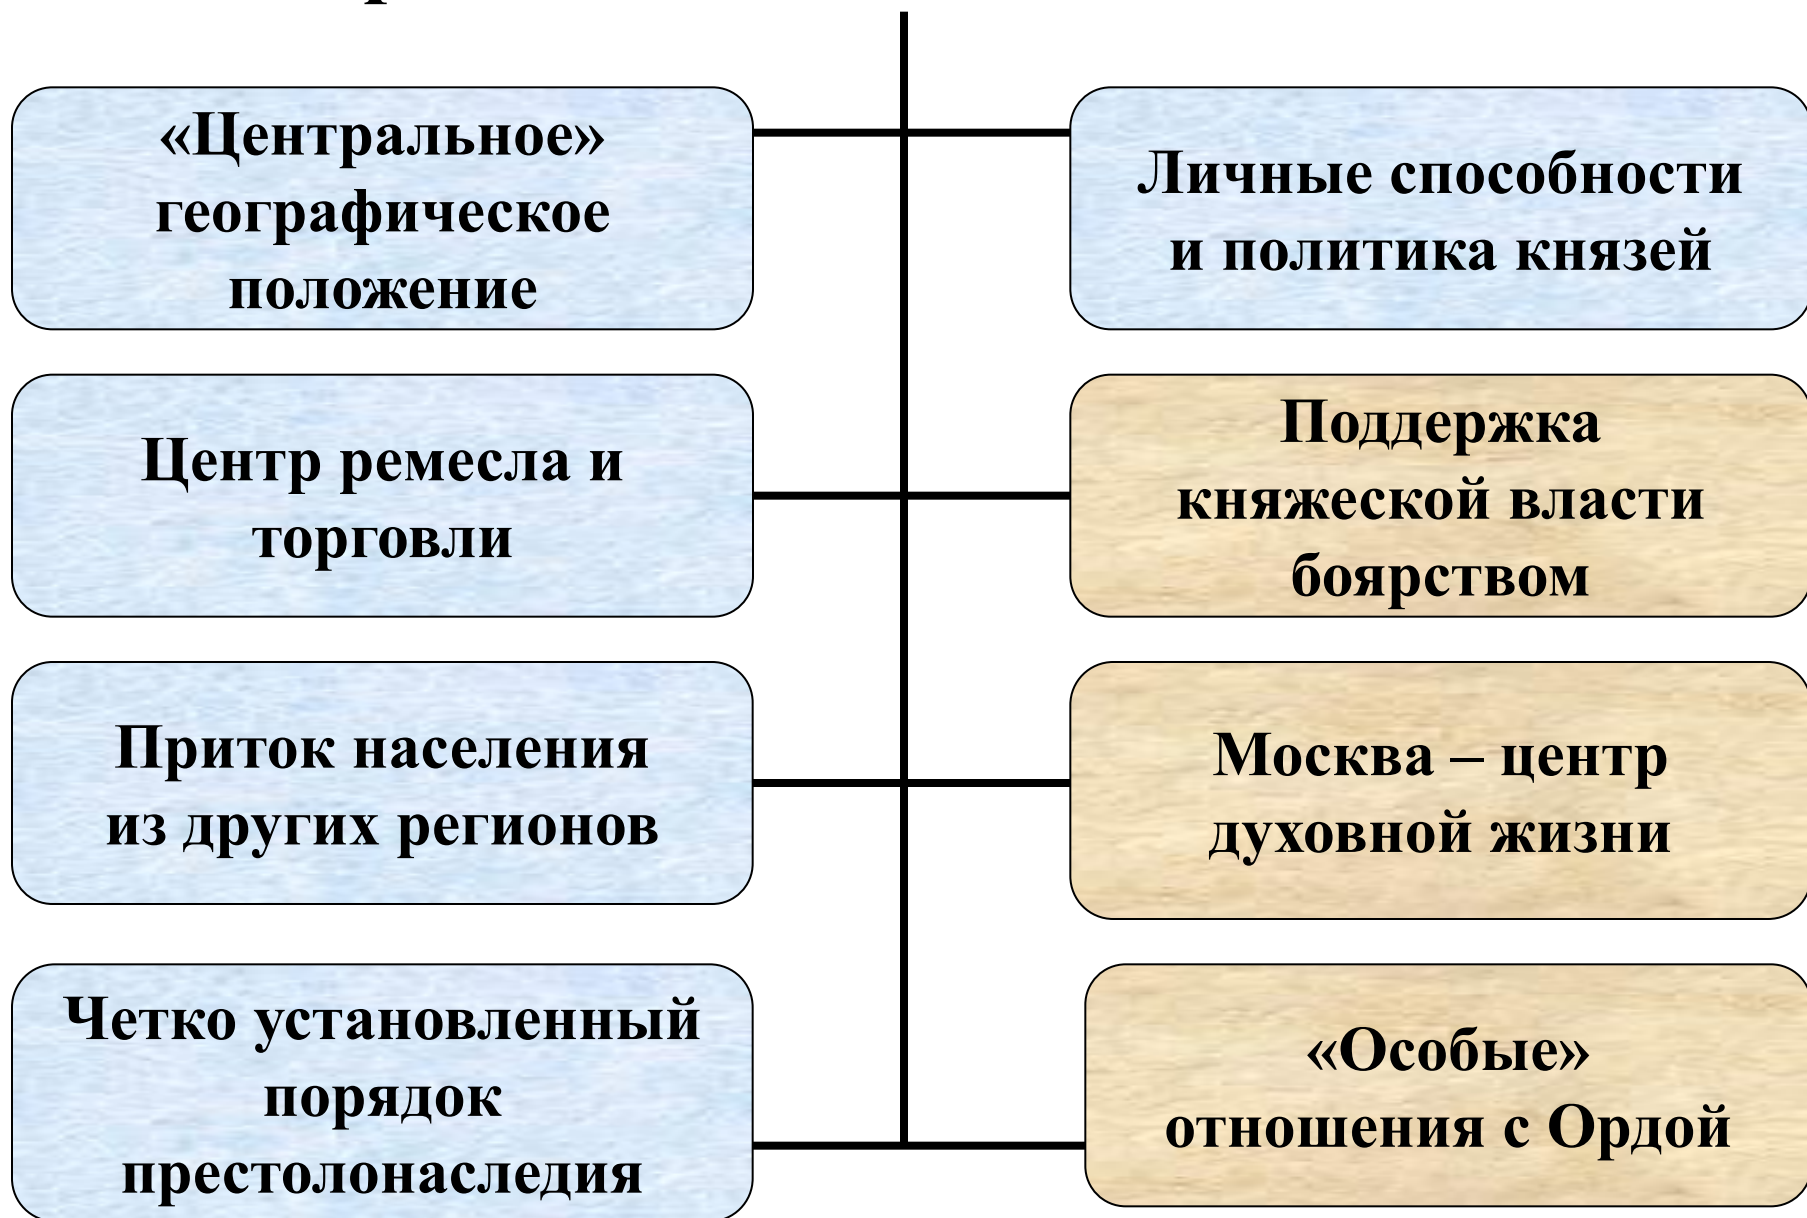 «Центральное»
географическое
положение
Личные способности
и политика князей
Центр ремесла и
торговли
Поддержка
княжеской власти
боярством
Приток населения
из других регионов
Москва – центр
духовной жизни
Четко установленный
порядок
престолонаследия
«Особые»
отношения с Ордой